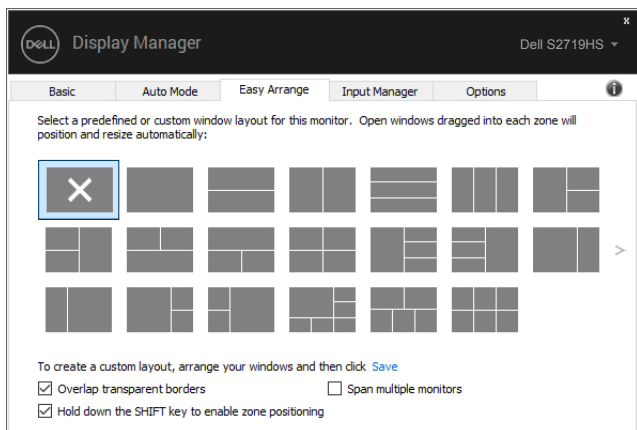 x
DELL Display Manager
Dell S2719HS
Basic Auto Mode Easy Arrange Input Manager Options i
Select a predefined or custom window layout for this monitor. Open windows dragged into each zone will
position and resize automatically:
>
To create a custom layout, arrange your windows and then click Save
Overlap transparent borders
Span multiple monitors
Hold down the SHIFT key to enable zone positioning